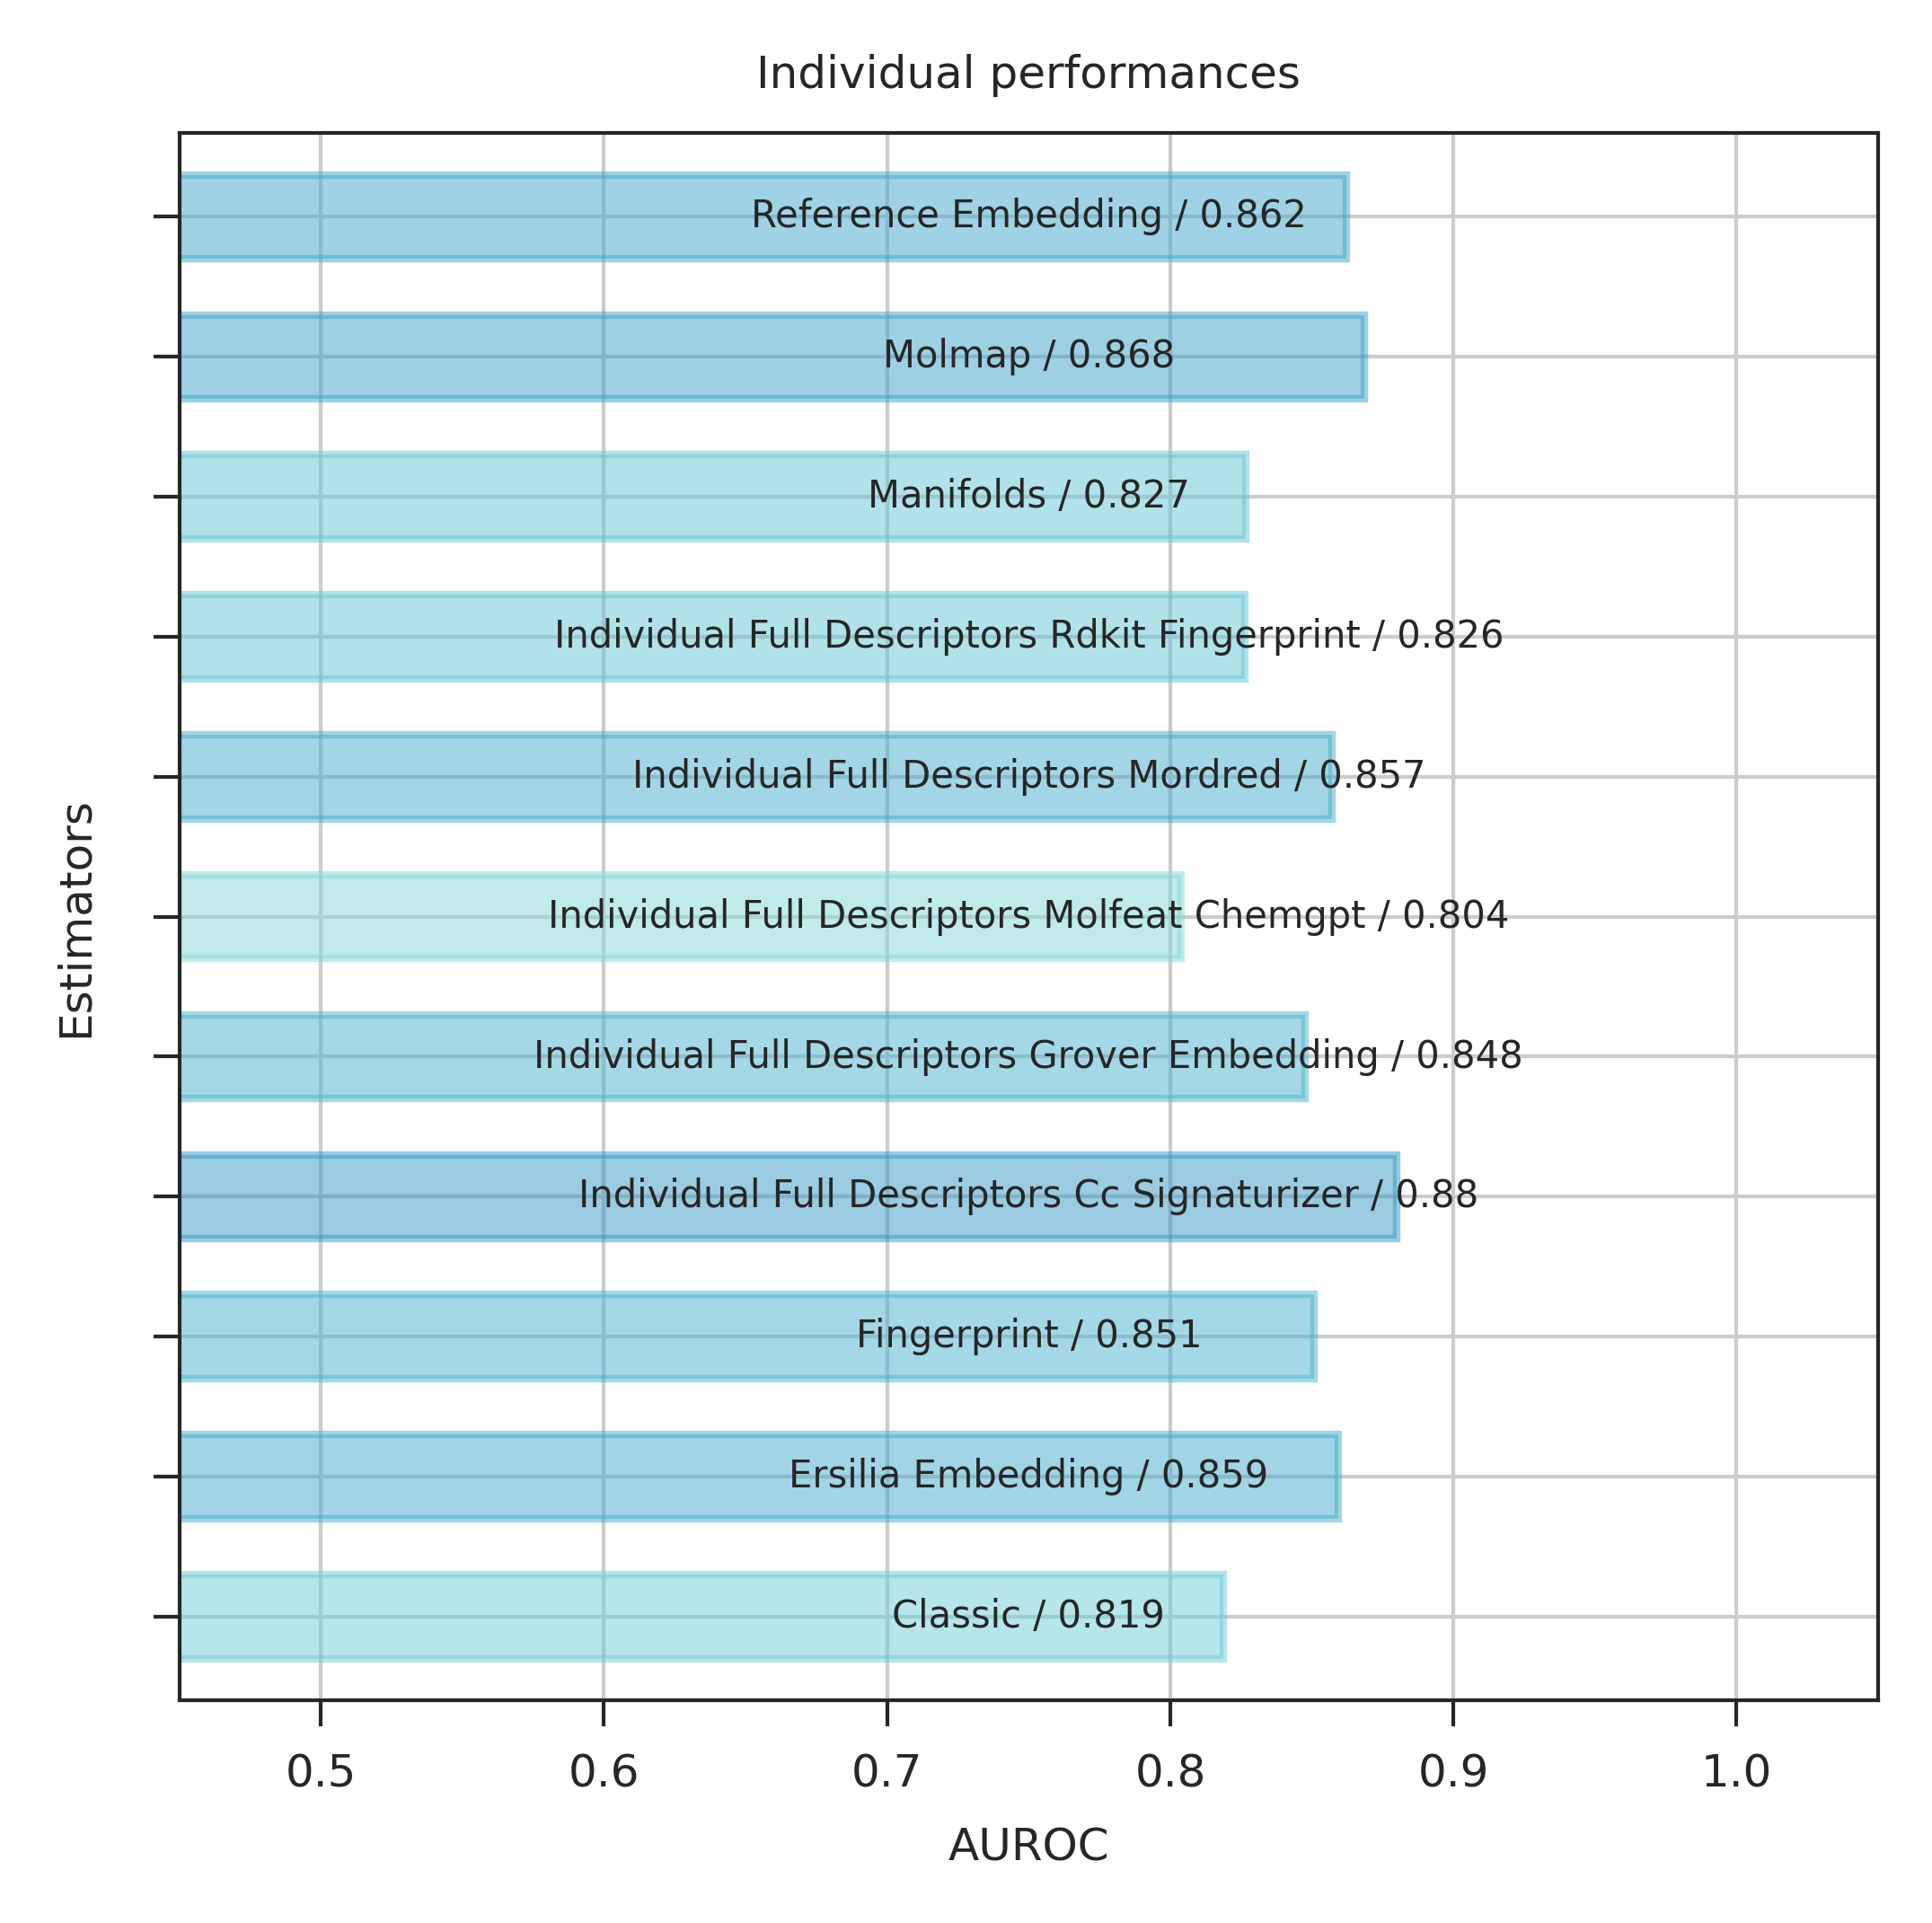 Individual performances
Reference Embedding / 0.862
Molmap / 0.868
Manifolds / 0.827
Individual Full Descriptors Rdkit Fingerprint / 0.826
Individual Full Descriptors Mordred / 0.857
Individual Full Descriptors Molfeat Chemgpt / 0.804
Individual Full Descriptors Grover Embedding / 0.848
Individual Full Descriptors Cc Signaturizer / 0.88
Fingerprint / 0.851
Ersilia Embedding / 0.859
Classic / 0.819
Estimators
0.5 0.6 0.7 0.8 0.9 1.0
AUROC